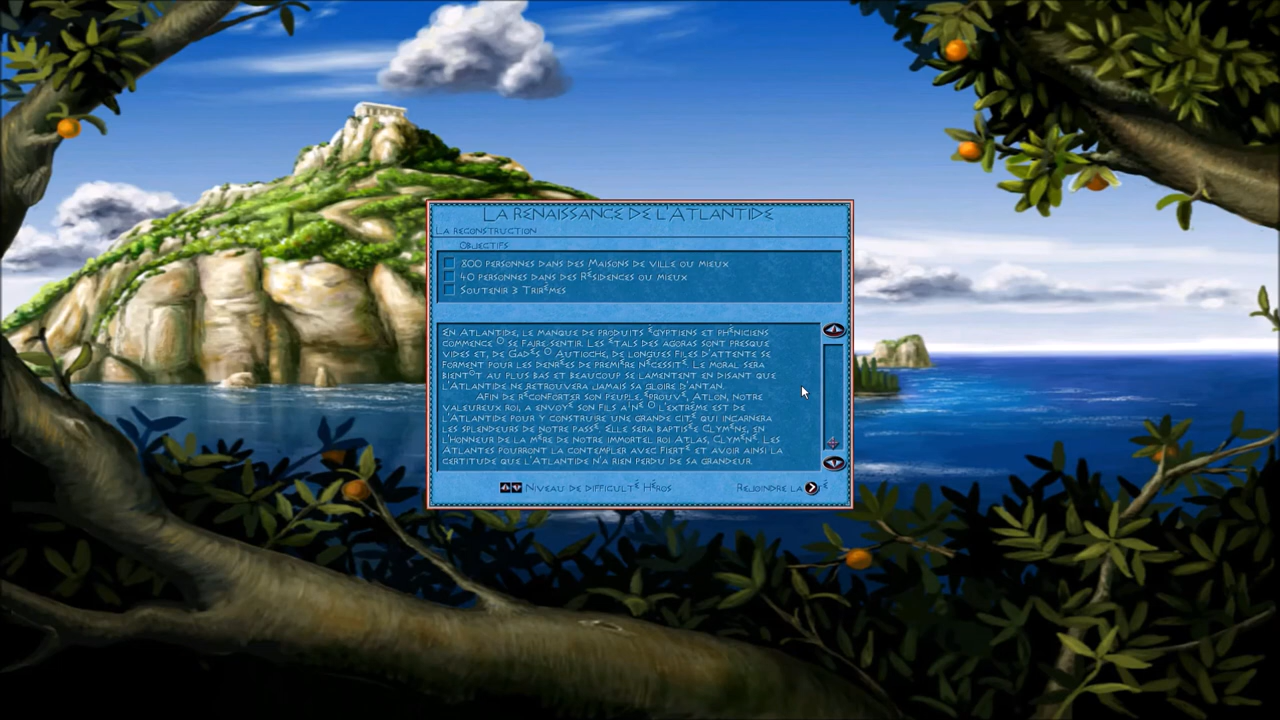 La renaissance de l'Atlantide
La reconstruction
Objectifs
800 personnes dans des Maisons de ville ou mieux
40 personnes dans des Résidences ou mieux
Soutenir 3 Trirèmes
En Atlantide, le manque de produits égyptiens et phéniciens
commence à se faire sentir. Les étals des agoras sont presque
vides et, de Gadès à Autioche, de longues files d'attente se
forment pour les denrées de première nécessité. Le moral sera
bientôt au plus bas et beaucoup se lamentent en disant que
l'Atlantide ne retrouvera jamais sa gloire d'antan.
Afin de réconforter son peuple éprouvé, Atlon, notre
valeureux roi, a envoyé son fils aîné à l'extrême est de
l'Atlantide pour y construire une grande cité qui incarnera
les splendeurs de notre passé. Elle sera baptisée Clymène, en
l'honneur de la mère de notre immortel roi Atlas, Clymène. Les
Atlantes pourront la contempler avec fierté et avoir ainsi la
certitude que l'Atlantide n'a rien perdu de sa grandeur.
Niveau de difficulté Héros
Rejoindre la